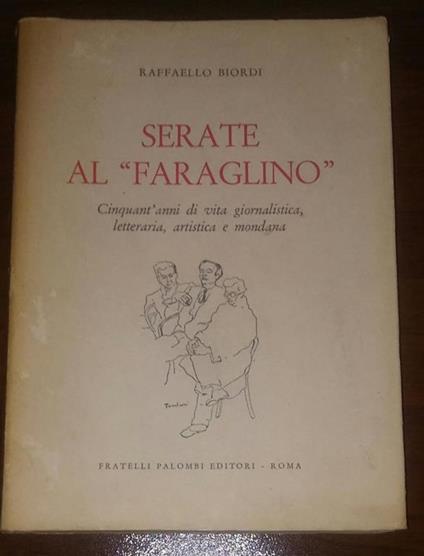 RAFFAELLO BIORDI
SERATE
AL "FARAGLINO"
Cinquant'anni di vita giornalistica,
letteraria, artistica e mondana
FRATELLI PALOMBI EDITORI - ROMA